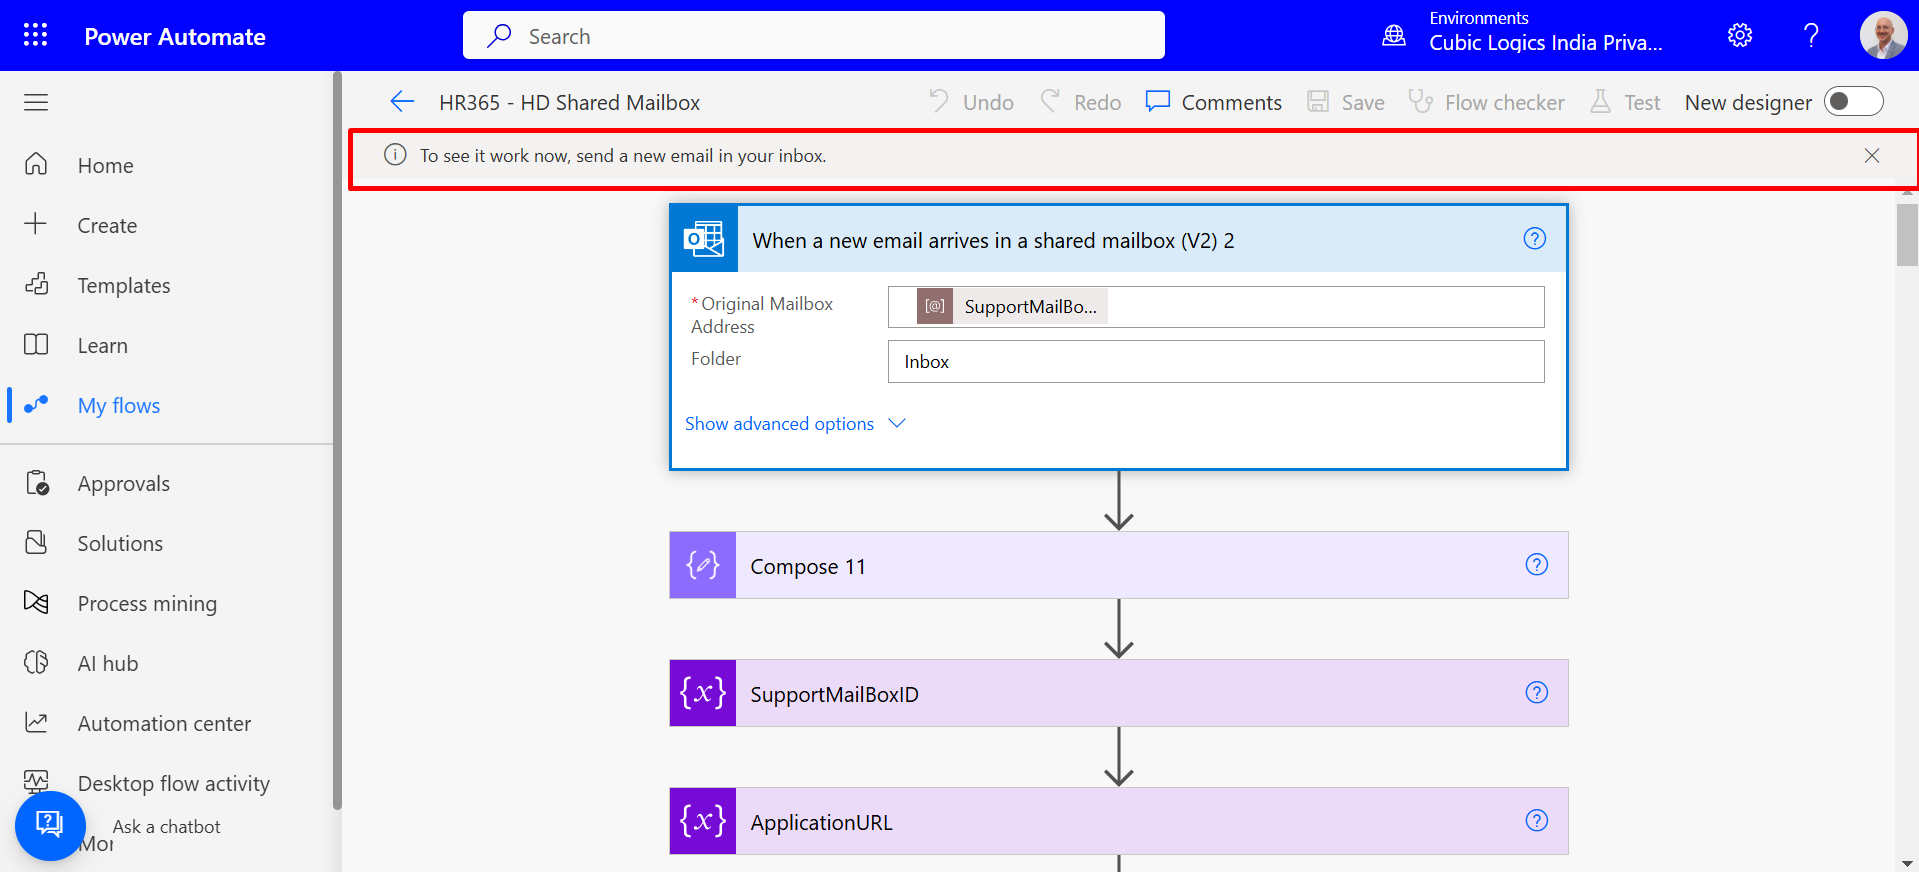 Power Automate
Search
Environments
Cubic Logics India Priva...
?
HR365 - HD Shared Mailbox
Undo
Redo
Comments
Save
Flow checker
Test
New designer
To see it work now, send a new email in your inbox.
Home
Create
Templates
Learn
My flows
Approvals
Solutions
Process mining
AI hub
Automation center
Desktop flow activity
Ask a chatbot
Mor
When a new email arrives in a shared mailbox (V2) 2
*Original Mailbox
Address
[@] SupportMailBo...
Folder
Inbox
Show advanced options
Compose 11
{x} SupportMailBoxID
{x} ApplicationURL